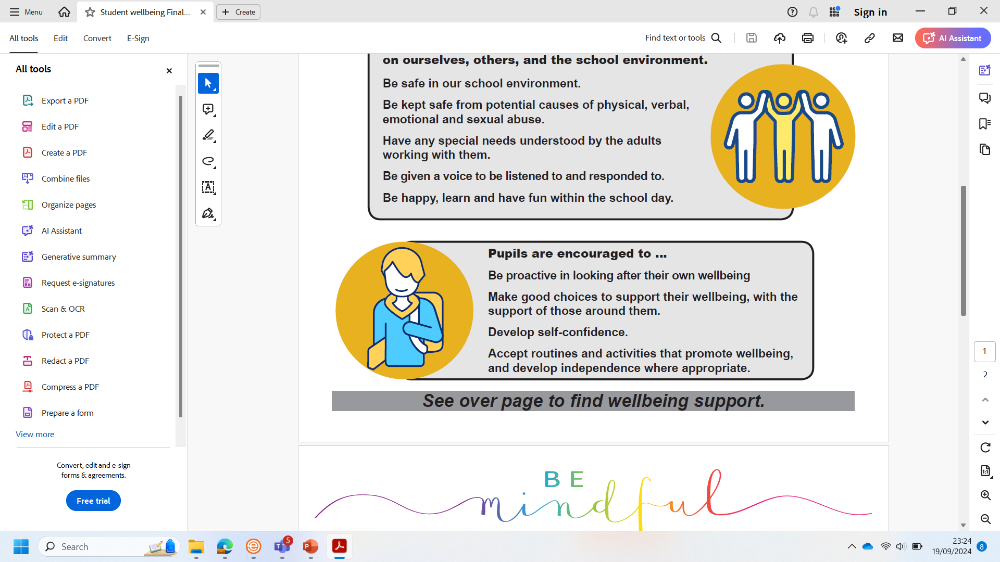 Menu
Student wellbeing Final....
Create
Sign in
All tools
Edit
Convert
E-Sign
Find text or tools
AI Assistant
All tools
Export a PDF
Edit a PDF
Create a PDF
Combine files
Organize pages
AI Assistant
Generative summary
Request e-signatures
Scan & OCR
Protect a PDF
Redact a PDF
Compress a PDF
Prepare a form
View more
Convert, edit and e-sign
forms & agreements.
Free trial
on ourselves, others, and the school environment.
Be safe in our school environment.
Be kept safe from potential causes of physical, verbal,
emotional and sexual abuse.
Have any special needs understood by the adults
working with them.
Be given a voice to be listened to and responded to.
Be happy, learn and have fun within the school day.
Pupils are encouraged to ...
Be proactive in looking after their own wellbeing
Make good choices to support their wellbeing, with the
support of those around them.
Develop self-confidence.
Accept routines and activities that promote wellbeing,
and develop independence where appropriate.
See over page to find wellbeing support.
BE
mindful
1
2
1:1
Search
5
23:24
19/09/2024
8